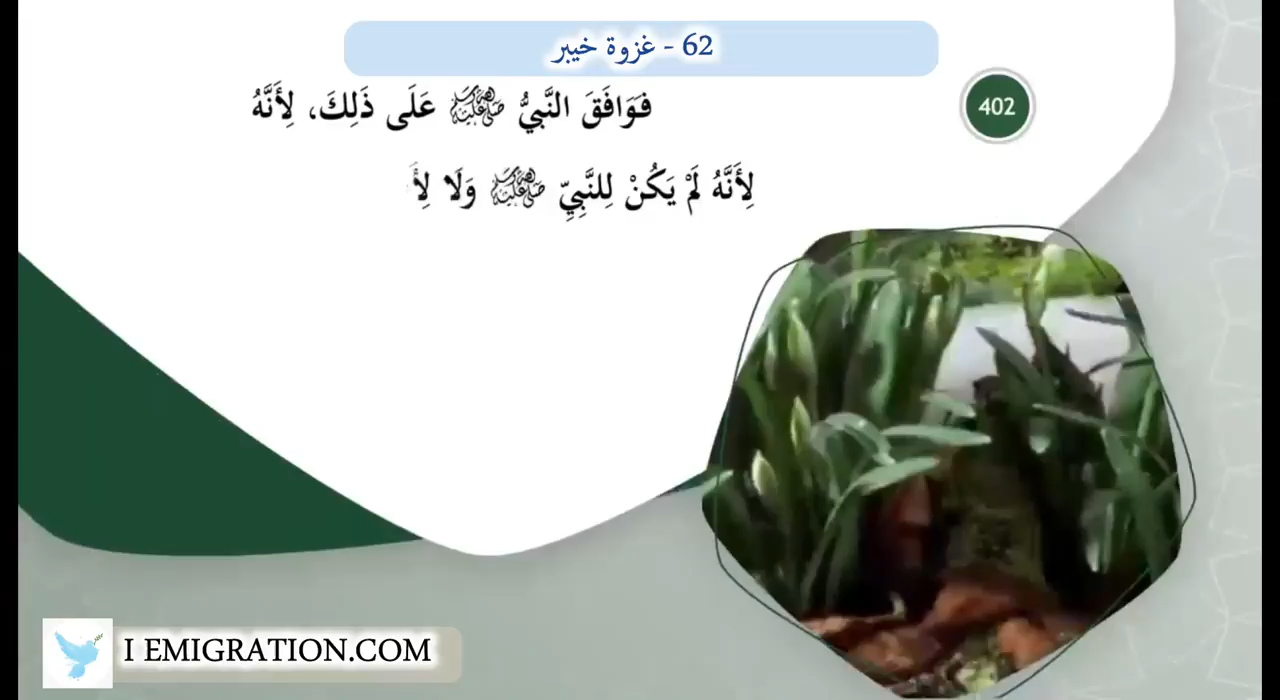 62 - غزوة خيبر
402
فَوَافَقَ النَّبِيُّ ﷺ عَلَى ذَلِكَ، لِأَنَّهُ
لِأَنَّهُ لَمْ يَكُنْ لِلنَّبِيِّ ﷺ وَلَا لِأَ
I EMIGRATION.COM